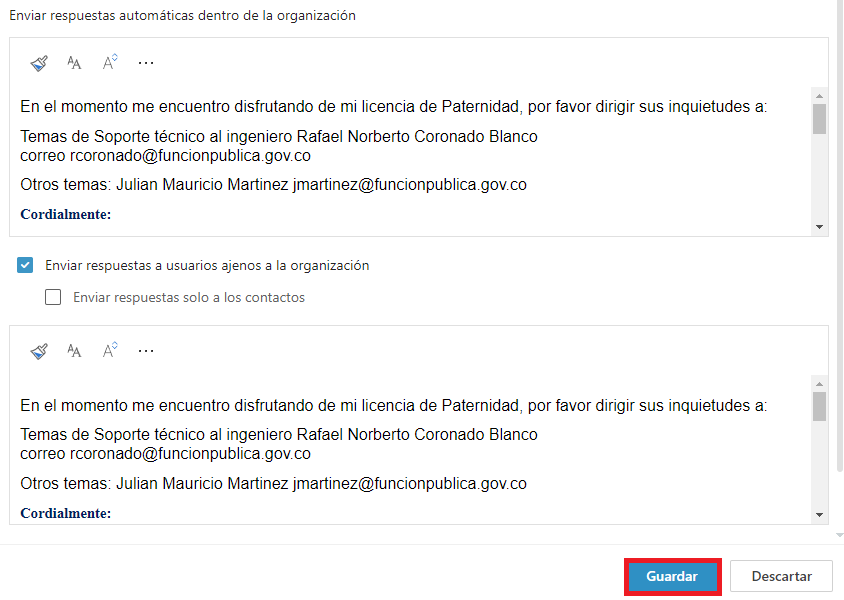 Enviar respuestas automáticas dentro de la organización
En el momento me encuentro disfrutando de mi licencia de Paternidad, por favor dirigir sus inquietudes a:
Temas de Soporte técnico al ingeniero Rafael Norberto Coronado Blanco
correo rcoronado@funcionpublica.gov.co
Otros temas: Julian Mauricio Martinez jmartinez@funcionpublica.gov.co
Cordialmente:
Enviar respuestas a usuarios ajenos a la organización
Enviar respuestas solo a los contactos
En el momento me encuentro disfrutando de mi licencia de Paternidad, por favor dirigir sus inquietudes a:
Temas de Soporte técnico al ingeniero Rafael Norberto Coronado Blanco
correo rcoronado@funcionpublica.gov.co
Otros temas: Julian Mauricio Martinez jmartinez@funcionpublica.gov.co
Cordialmente:
Guardar Descartar